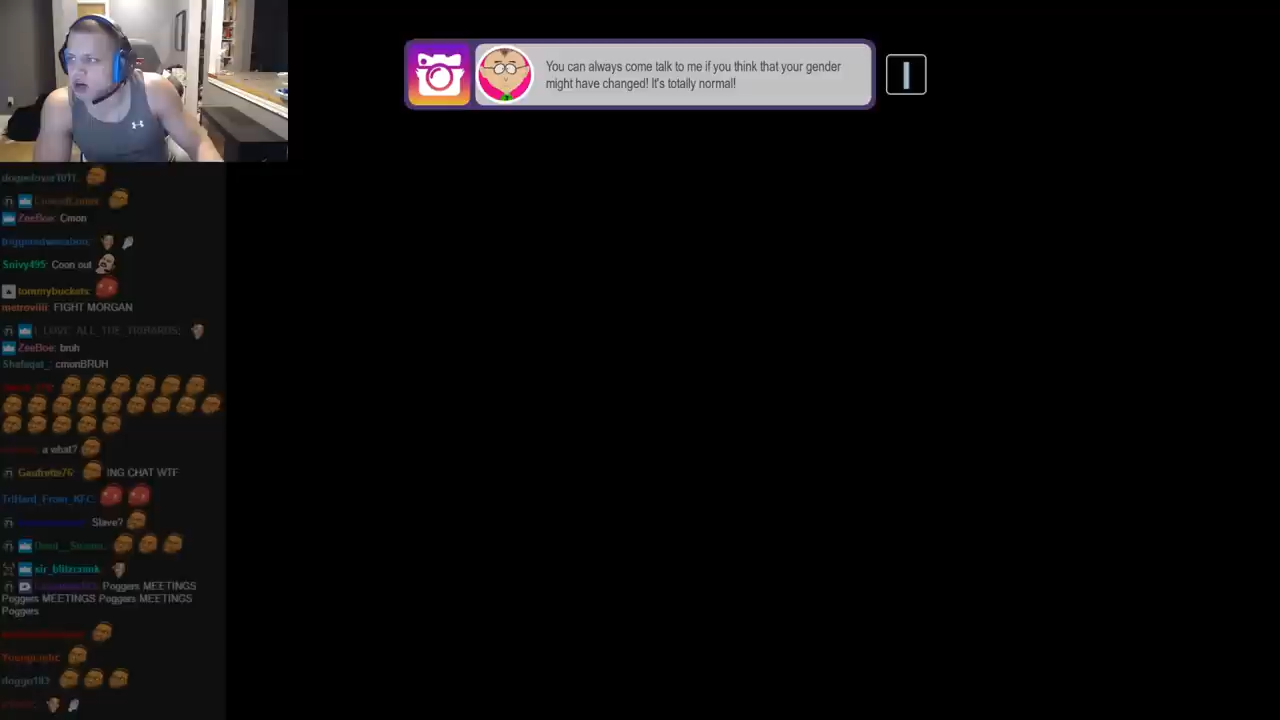 You can always come talk to me if you think that your gender
might have changed! It's totally normal!
ZeeBoe: Cmon
Snivy495: Coon out
tommybuckets:
metroviiii: FIGHT MORGAN
I_LOVE_ALL_THE_TRIHARDS:
ZeeBoe: bruh
Shafaqat_: cmonBRUH
a what?
Gaufrette76: ING CHAT WTF
TriHard_From_KFC:
Slave?
sir_blitzcrank:
Poggers MEETINGS
Poggers MEETINGS Poggers MEETINGS
Poggers
doggo183: